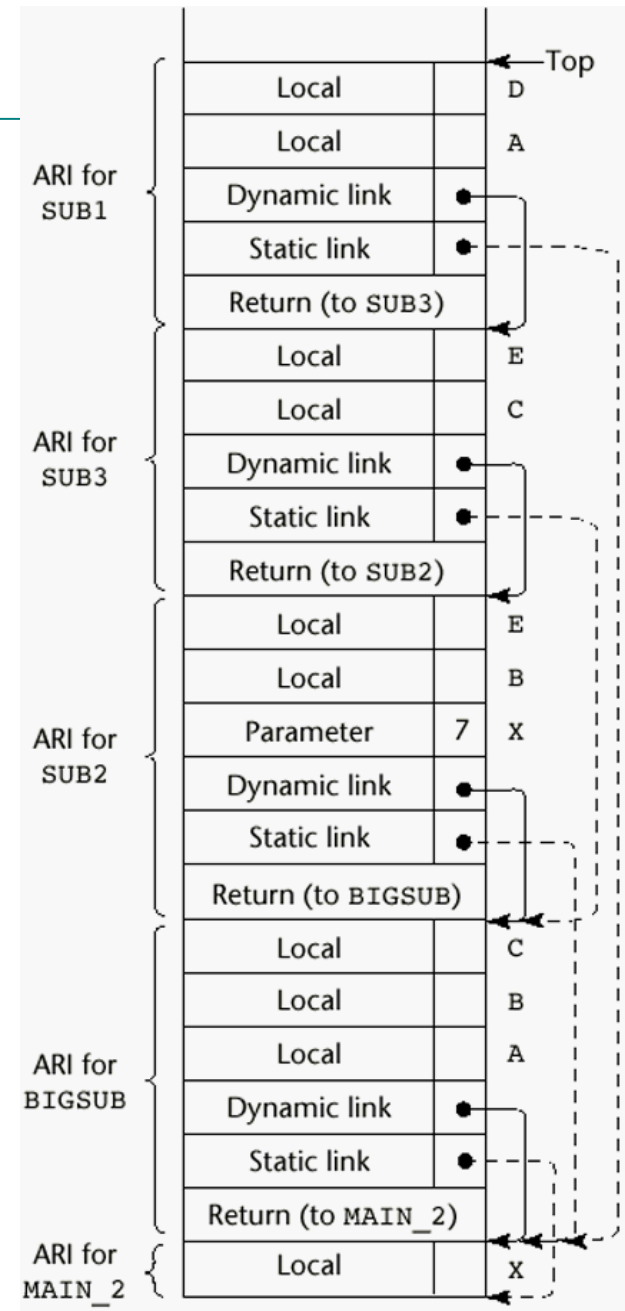 Top
Local D
Local A
ARI for
SUB1
Dynamic link
Static link
Return (to SUB3)
Local E
Local C
ARI for
SUB3
Dynamic link
Static link
Return (to SUB2)
Local E
Local B
ARI for
SUB2
Parameter 7 X
Dynamic link
Static link
Return (to BIGSUB)
Local C
Local B
Local A
ARI for
BIGSUB
Dynamic link
Static link
Return (to MAIN_2)
ARI for
MAIN_2
Local X